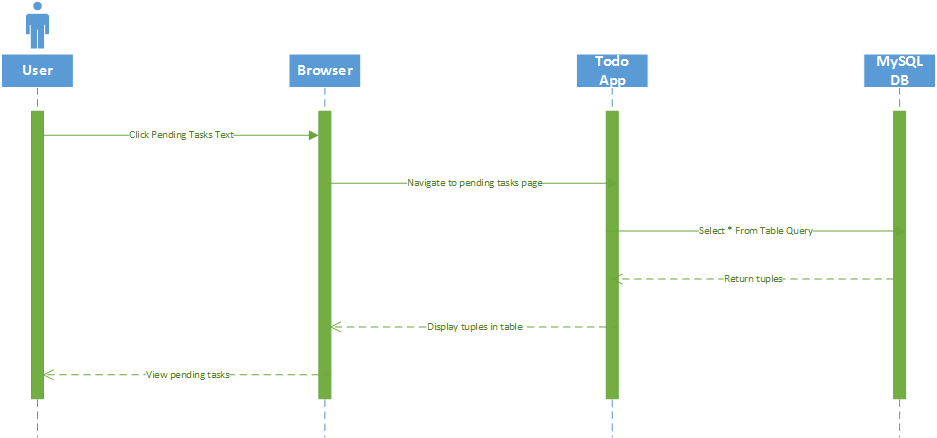 User
Browser
Todo
App
MySQL
DB
Click Pending Tasks Text
Navigate to pending tasks page
Select * From Table Query
Return tuples
Display tuples in table
View pending tasks